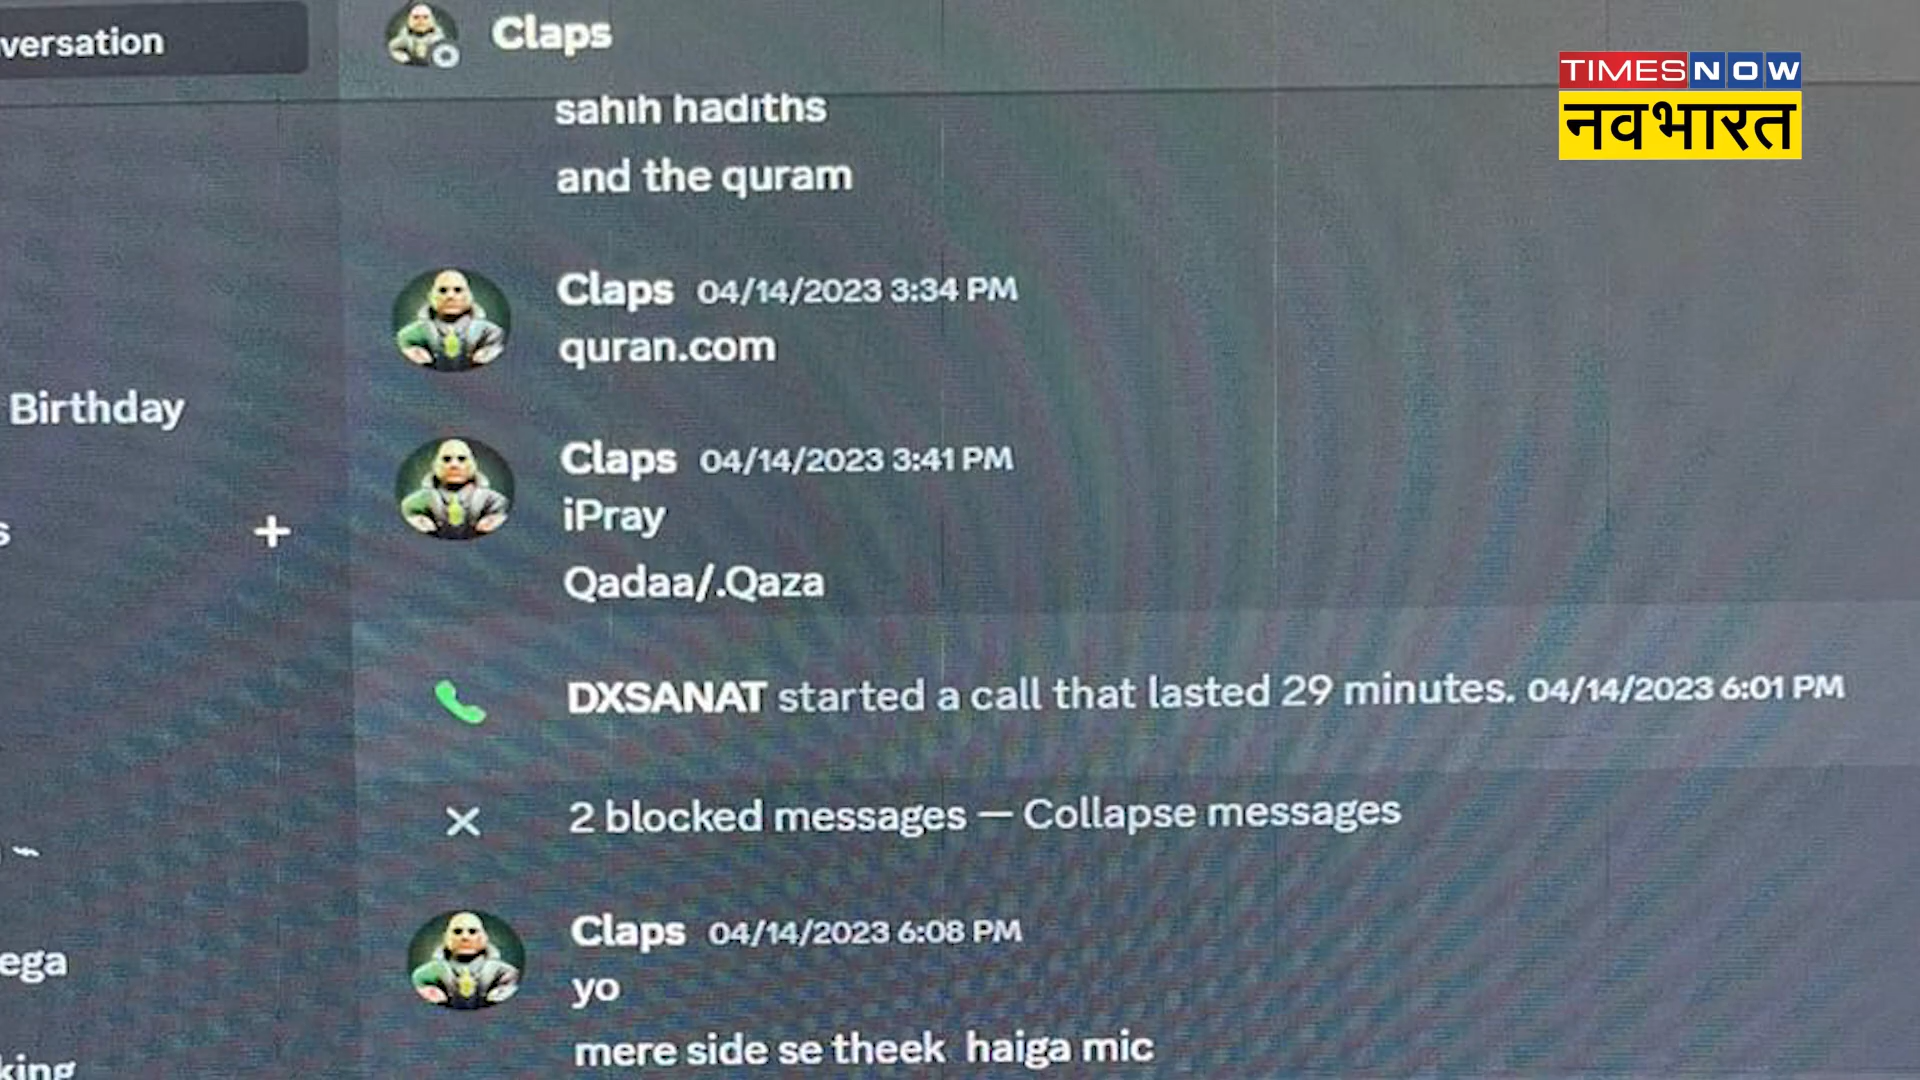 versation
Claps
TIMES NOW
नवभारत
sahih hadiths
and the quram
Claps 04/14/2023 3:34 PM
quran.com
Birthday
Claps 04/14/2023 3:41 PM
iPray
s
+
Qadaa/.Qaza
DXSANAT started a call that lasted 29 minutes. 04/14/2023 6:01 PM
2 blocked messages — Collapse messages
Claps 04/14/2023 6:08 PM
ega
yo
mere side se theek haiga mic
king